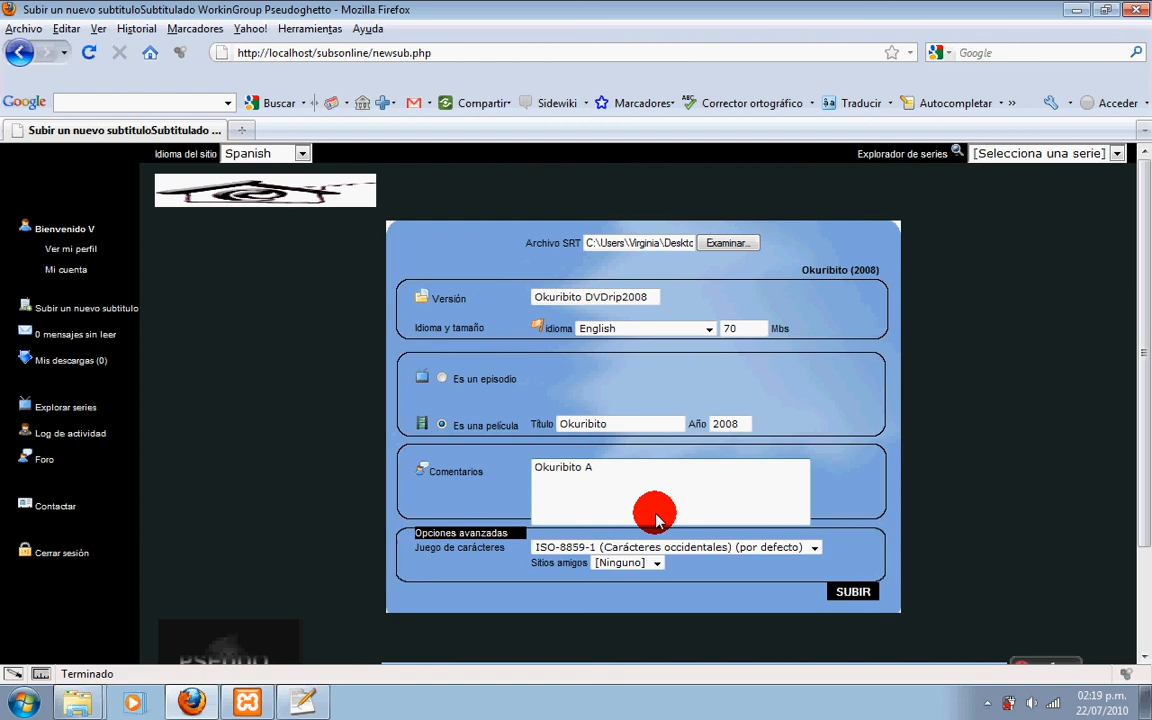 Subir un nuevo subtituloSubtitulado WorkinGroup Pseudoghetto - Mozilla Firefox
Archivo Editar Ver Historial Marcadores Yahoo! Herramientas Ayuda
http://localhost/subsonline/newsub.php
Google
Google Buscar Compartir Sidewiki Marcadores Corrector ortográfico Traducir Autocompletar » Acceder
Subir un nuevo subtituloSubtitulado ...
Idioma del sitio Spanish
Explorador de series [Selecciona una serie]
Bienvenido V
Ver mi perfil
Mi cuenta
Subir un nuevo subtitulo
0 mensajes sin leer
Mis descargas (0)
Explorar series
Log de actividad
Foro
Contactar
Cerrar sesión
Archivo SRT C:\Users\Virginia\Deskto Examinar...
Okuribito (2008)
Versión Okuribito DVDrip2008
Idioma y tamaño idioma English 70 Mbs
Es un episodio
Es una película Título Okuribito Año 2008
Comentarios Okuribito A
Opciones avanzadas
Juego de carácteres ISO-8859-1 (Carácteres occidentales) (por defecto)
Sitios amigos [Ninguno]
SUBIR
Terminado
02:19 p.m.
22/07/2010